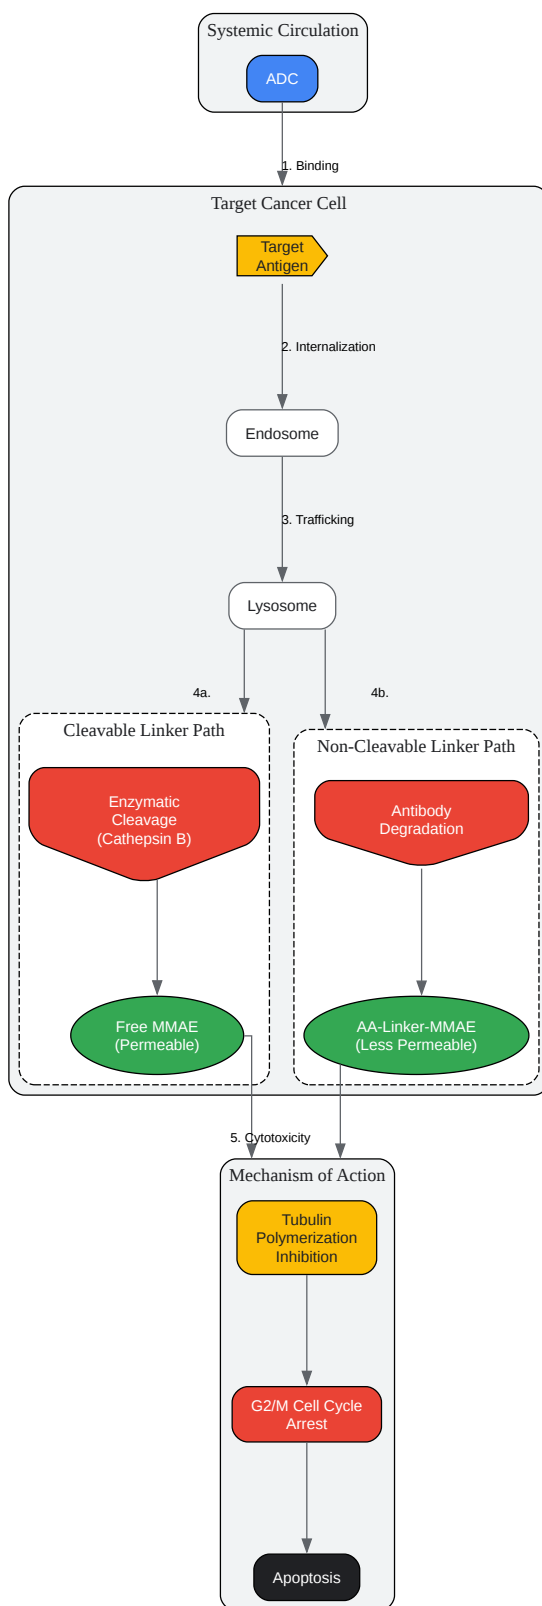 Systemic Circulation
ADC
1. Binding
Target Cancer Cell
Target
Antigen
2. Internalization
Endosome
3. Trafficking
Lysosome
4a.
4b.
Cleavable Linker Path
Enzymatic
Cleavage
(Cathepsin B)
Free MMAE
(Permeable)
Non-Cleavable Linker Path
Antibody
Degradation
AA-Linker-MMAE
(Less Permeable)
5. Cytotoxicity
Mechanism of Action
Tubulin
Polymerization
Inhibition
G2/M Cell Cycle
Arrest
Apoptosis